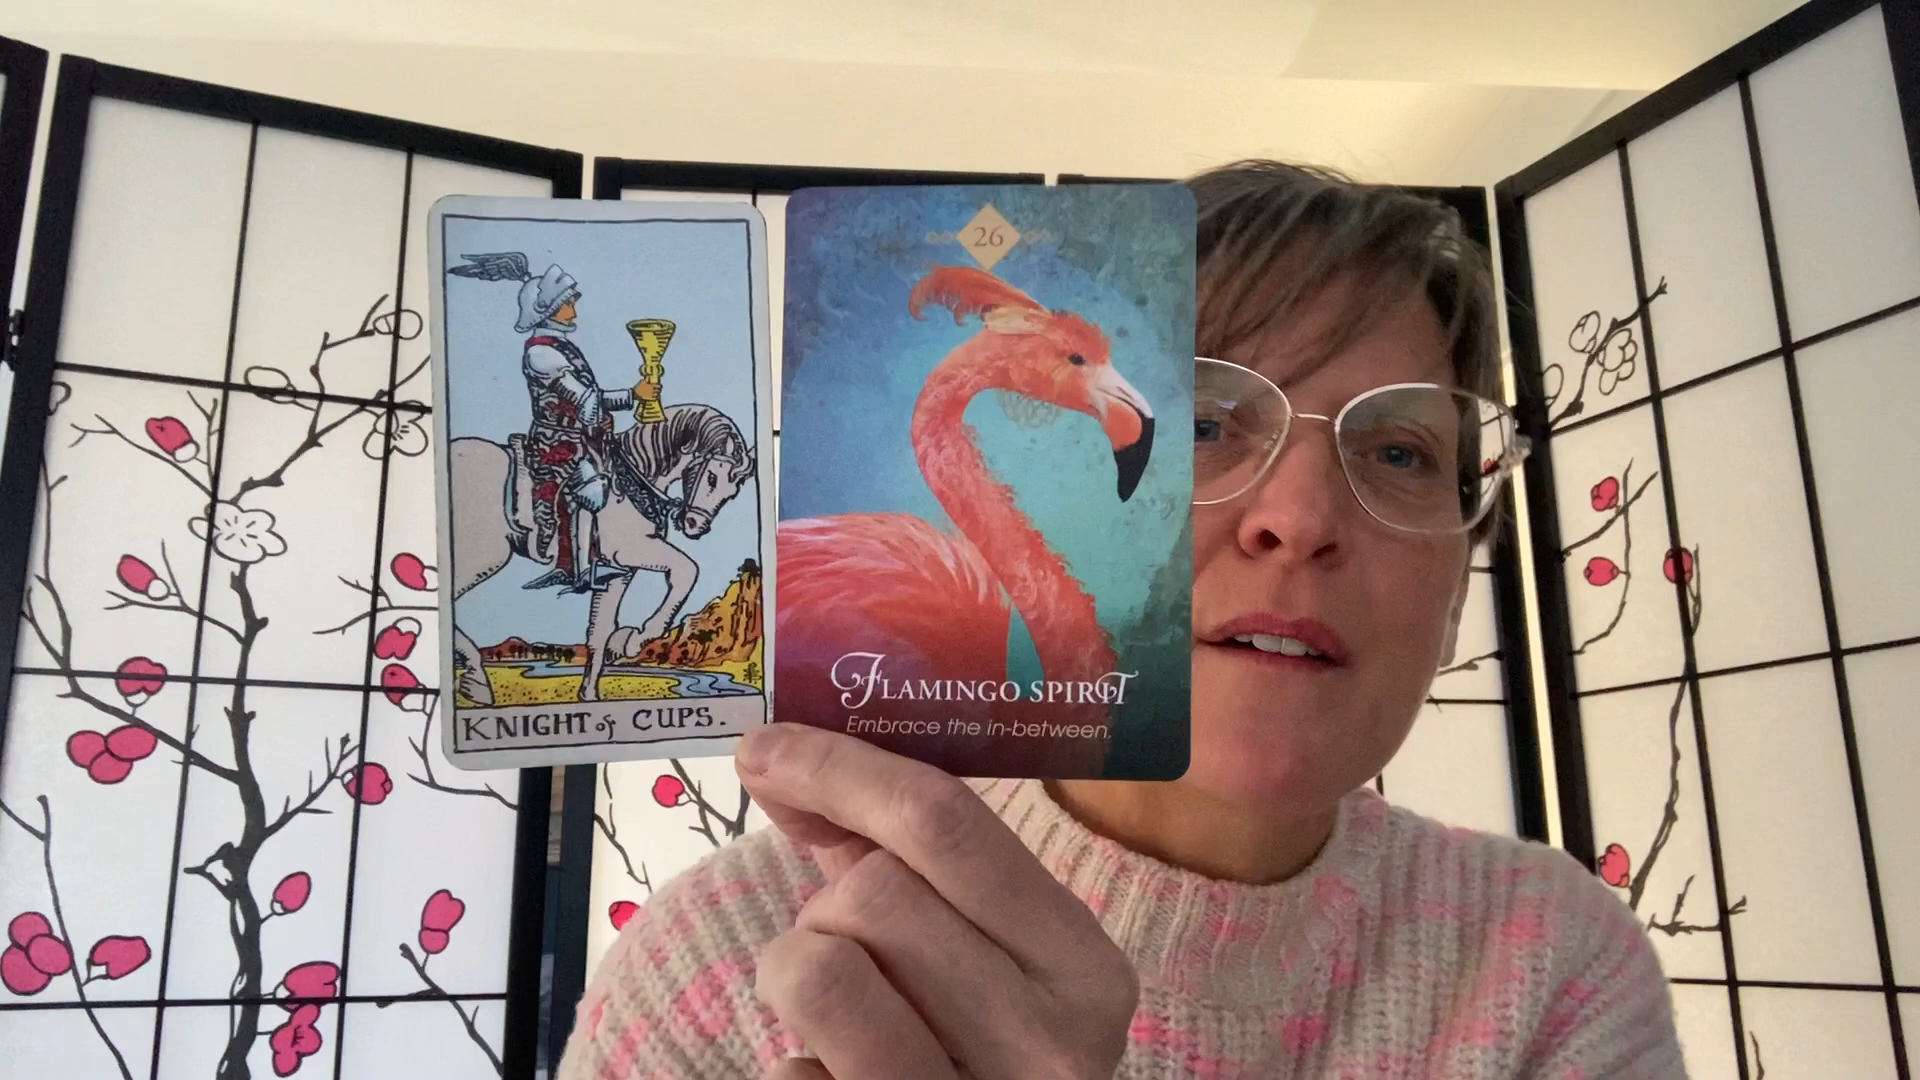 KNIGHT of CUPS.
26
FLAMINGO SPIRIT
Embrace the in-between.